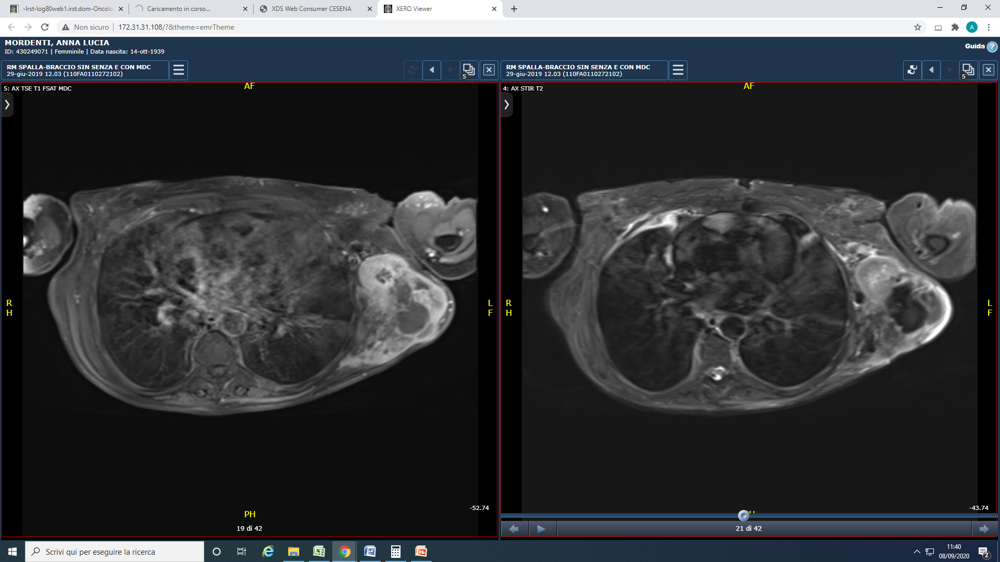 -Irst-log80web1.irst.dom-Oncolo
Caricamento in corso...
XDS Web Consumer CESENA
XERO Viewer
Non sicuro
172.31.31.108/?&theme=emrTheme
A
MORDENTI, ANNA LUCIA
ID: 430249071 | Femminile | Data nascita: 14-ott-1939
Guida ?
RM SPALLA-BRACCIO SIN SENZA E CON MDC
29-giu-2019 12.03 (110FA0110272102)
5
RM SPALLA-BRACCIO SIN SENZA E CON MDC
29-giu-2019 12.03 (110FA0110272102)
5
5: AX TSE T1 FSAT MDC
AF
R
H
L
F
-52.74
PH
19 di 42
4: AX STIR T2
AF
R
H
L
F
-43.74
21 di 42
Scrivi qui per eseguire la ricerca
11:40
08/09/2020
2